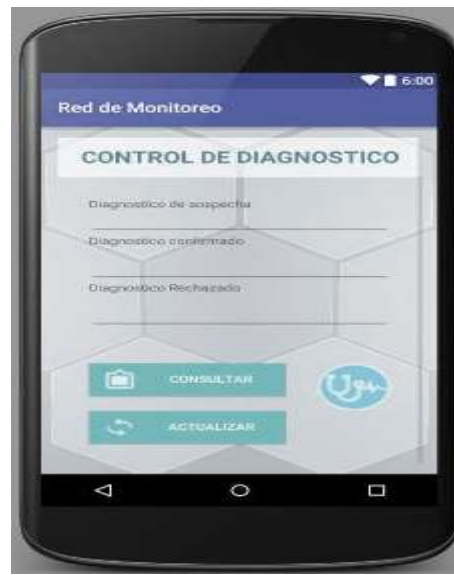 6:00
Red de Monitoreo
CONTROL DE DIAGNOSTICO
Diagnostico de sospecha
Diagnostico confirmado
Diagnostico Rechazado
CONSULTAR
ACTUALIZAR